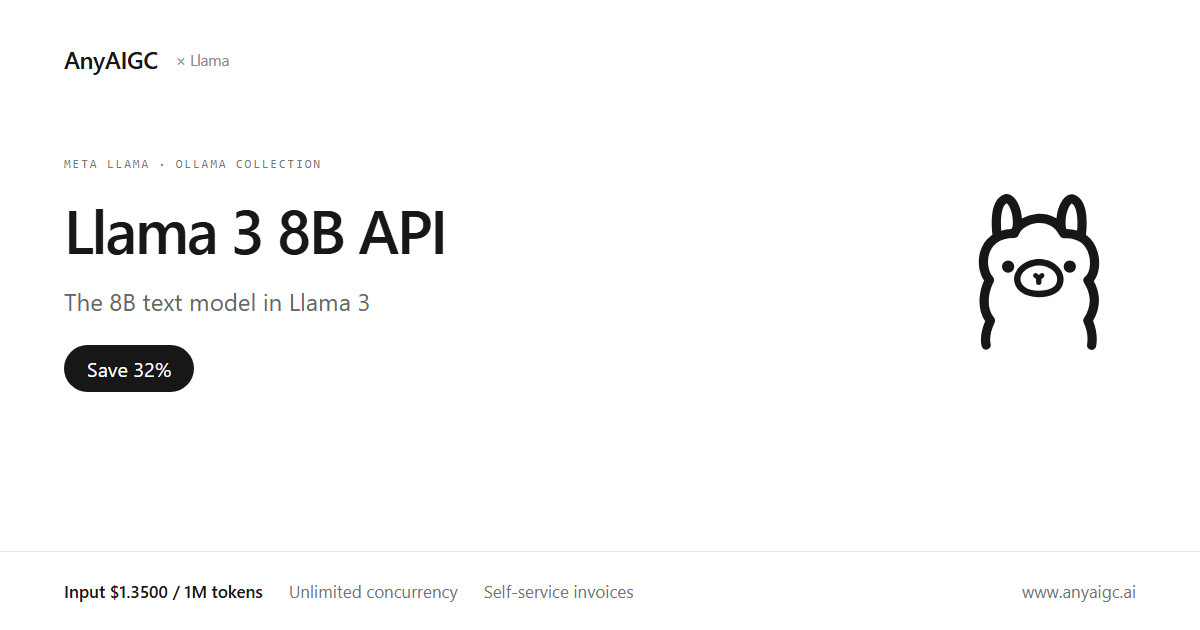 AnyAIGC × Llama
META LLAMA · OLLAMA COLLECTION
Llama 3 8B API
The 8B text model in Llama 3
Save 32%
Input $1.3500 / 1M tokens Unlimited concurrency Self-service invoices www.anyaigc.ai